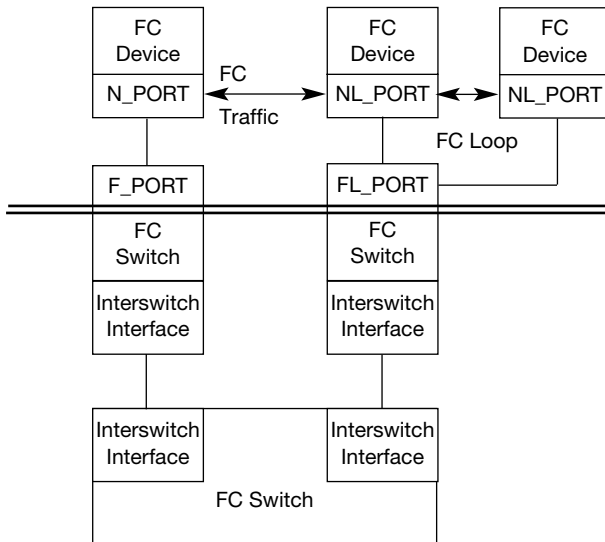 FC
Device
FC
Device
FC
Device
FC
N_PORT
NL_PORT
NL_PORT
Traffic
FC Loop
F_PORT
FL_PORT
FC
Switch
FC
Switch
Interswitch
Interface
Interswitch
Interface
Interswitch
Interface
Interswitch
Interface
FC Switch